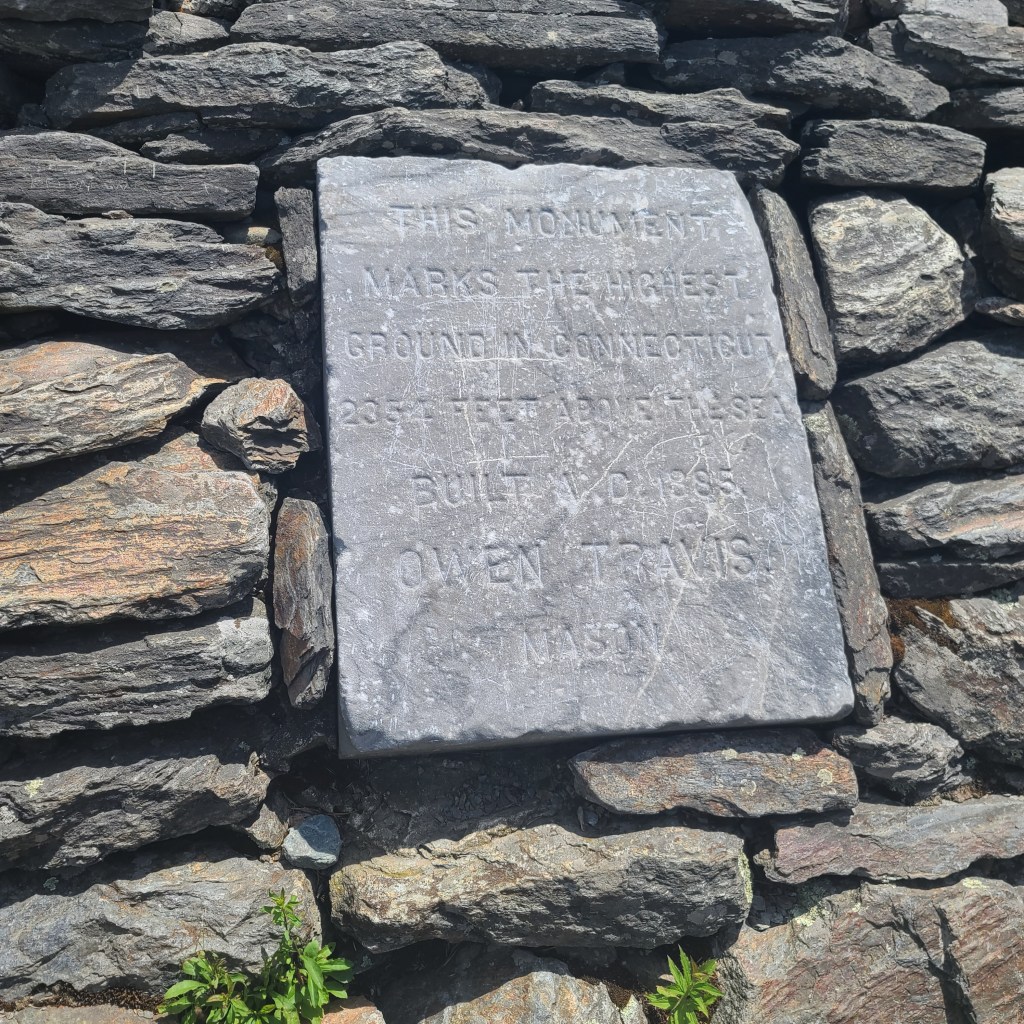 THIS MONUMENT
MARKS THE HIGHEST
GROUND IN CONNECTICUT
2354 FEET ABOVE THE SEA
BUILT A.D. 1885.
OWEN TRAVIS.
MASON